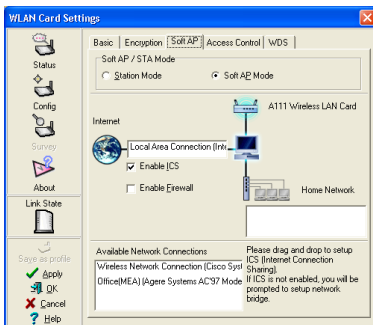 WLAN Card Settings
Status
Config
Survey
About
Link State
Save as profile
Apply
OK
Cancel
Help
Basic
Encryption
Soft AP
Access Control
WDS
Soft AP / STA Mode
Station Mode
Soft AP Mode
Internet
A111 Wireless LAN Card
Local Area Connection (Inte
Enable ICS
Enable Firewall
Home Network
Available Network Connections
Wireless Network Connection (Cisco Syst
Office(MEA) (Agere Systems AC'97 Mode
Please drag and drop to setup
ICS (Internet Connection
Sharing).
If ICS is not enabled, you will be
prompted to setup network
bridge.